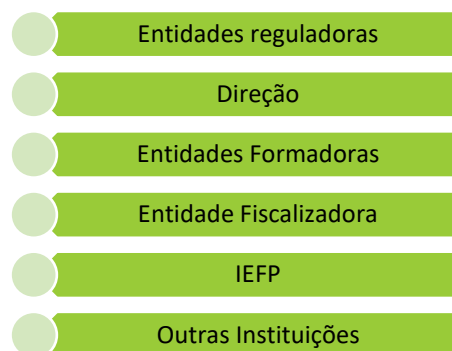 Entidades reguladoras
Direção
Entidades Formadoras
Entidade Fiscalizadora
IEFP
Outras Instituições